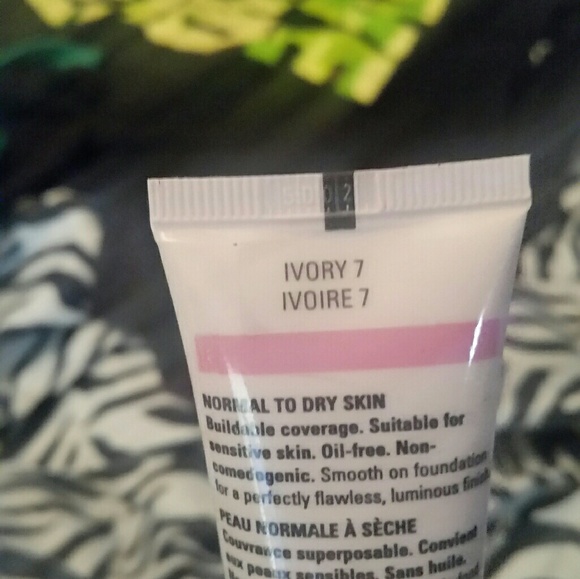 IVORY 7
IVOIRE 7
NORMAL TO DRY SKIN
Buildable coverage. Suitable for
sensitive skin. Oil-free. Non-
comedogenic. Smooth on foundation
for a perfectly flawless, luminous finish.
PEAU NORMALE À SÈCHE
Couvrance superposable. Convient
aux peaux sensibles. Sans huile.